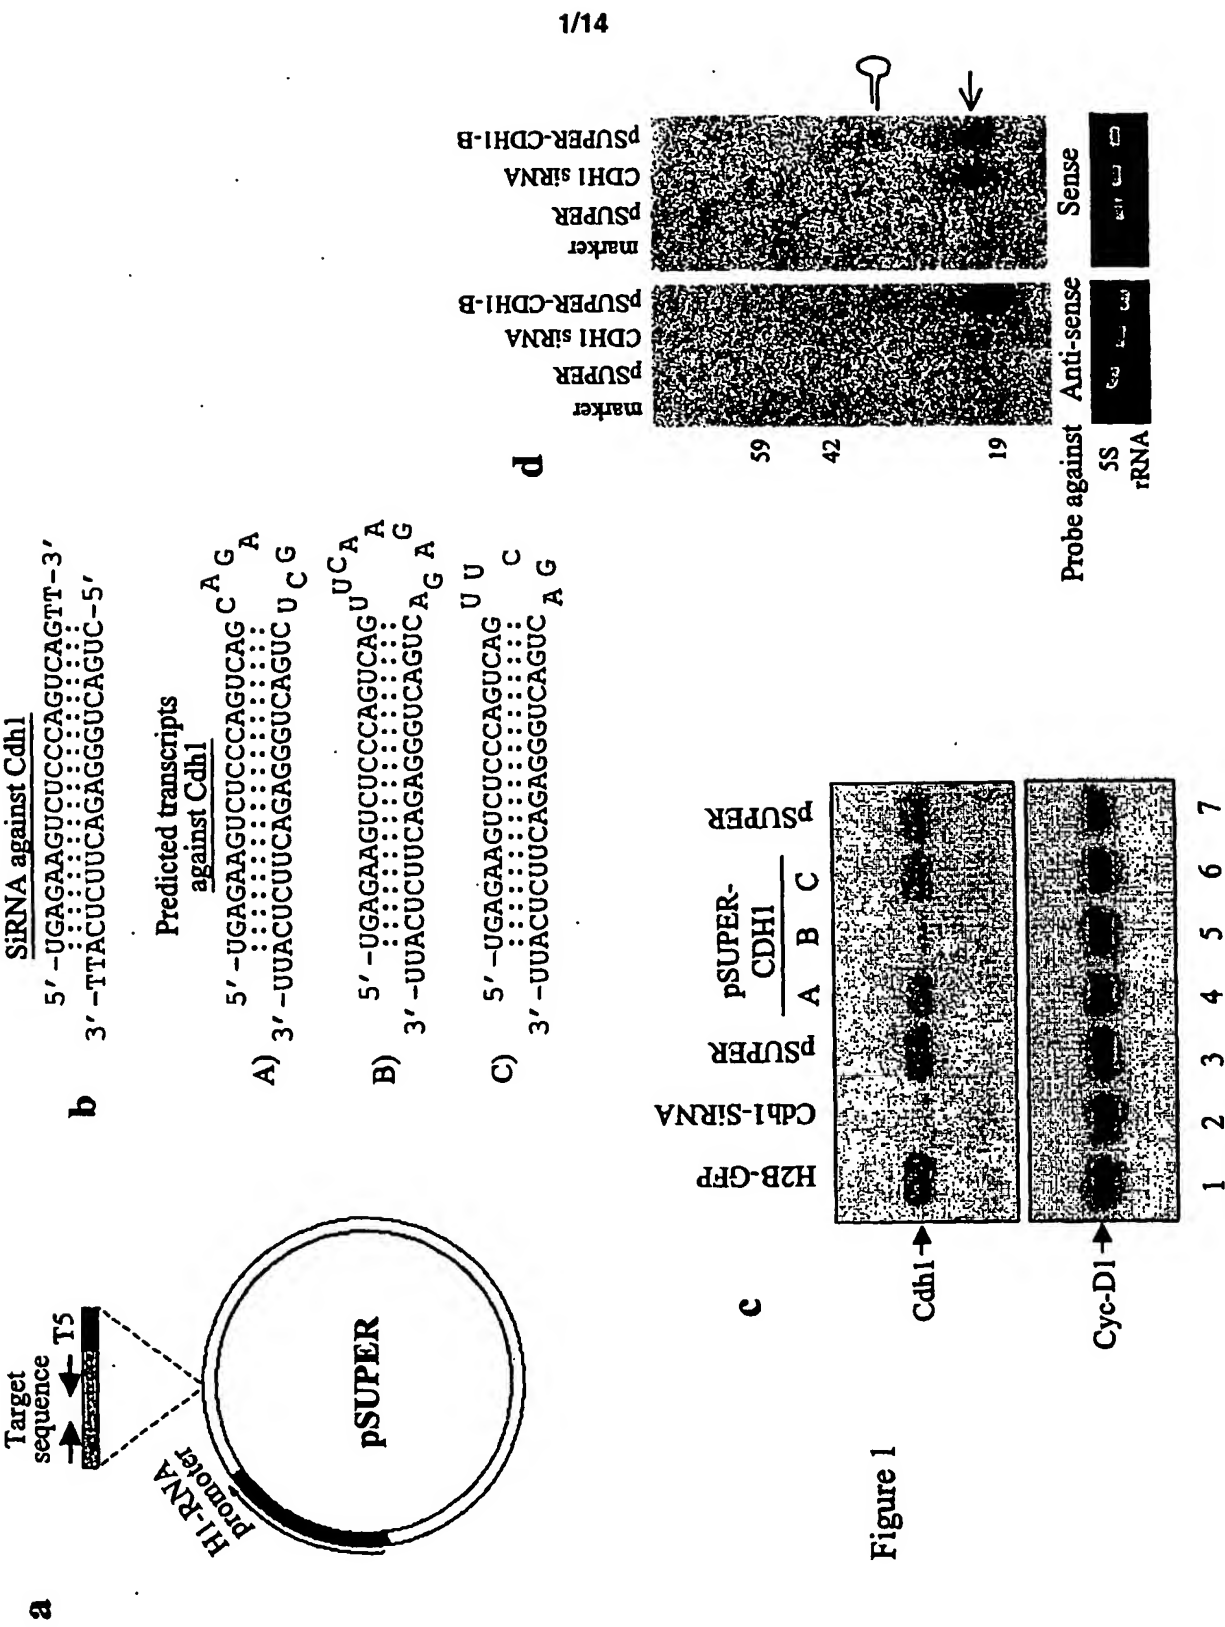 1/14
a
Target
sequence
T5
H1-RNA
promoter
pSUPER
b
SiRNA against Cdh1
5'-UGAGAAGUCUCCCAGUCAGTT-3'
3'-TTACUCUUCAGAGGGUCAGUC-5'
Predicted transcripts
against Cdh1
A)
5'-UGAGAAGUCUCCCAGUCAG
C A G A
3'-UUACUCUUCAGAGGGUCAGUC
U C G
B)
5'-UGAGAAGUCUCCCAGUCAG
U U C A A G
3'-UUACUCUUCAGAGGGUCAGUC
A G A
C)
5'-UGAGAAGUCUCCCAGUCAG
U U C
3'-UUACUCUUCAGAGGGUCAGUC
A G
c
H2B-GFP
Cdh1-SiRNA
pSUPER
pSUPER-
CDH1
A B C
pSUPER
Cdh1
Cyc-D1
1 2 3 4 5 6 7
d
marker
pSUPER
CDH1 siRNA
pSUPER-CDH1-B
marker
pSUPER
CDH1 siRNA
pSUPER-CDH1-B
59
42
19
Probe against Anti-sense Sense
5S
rRNA
Figure 1